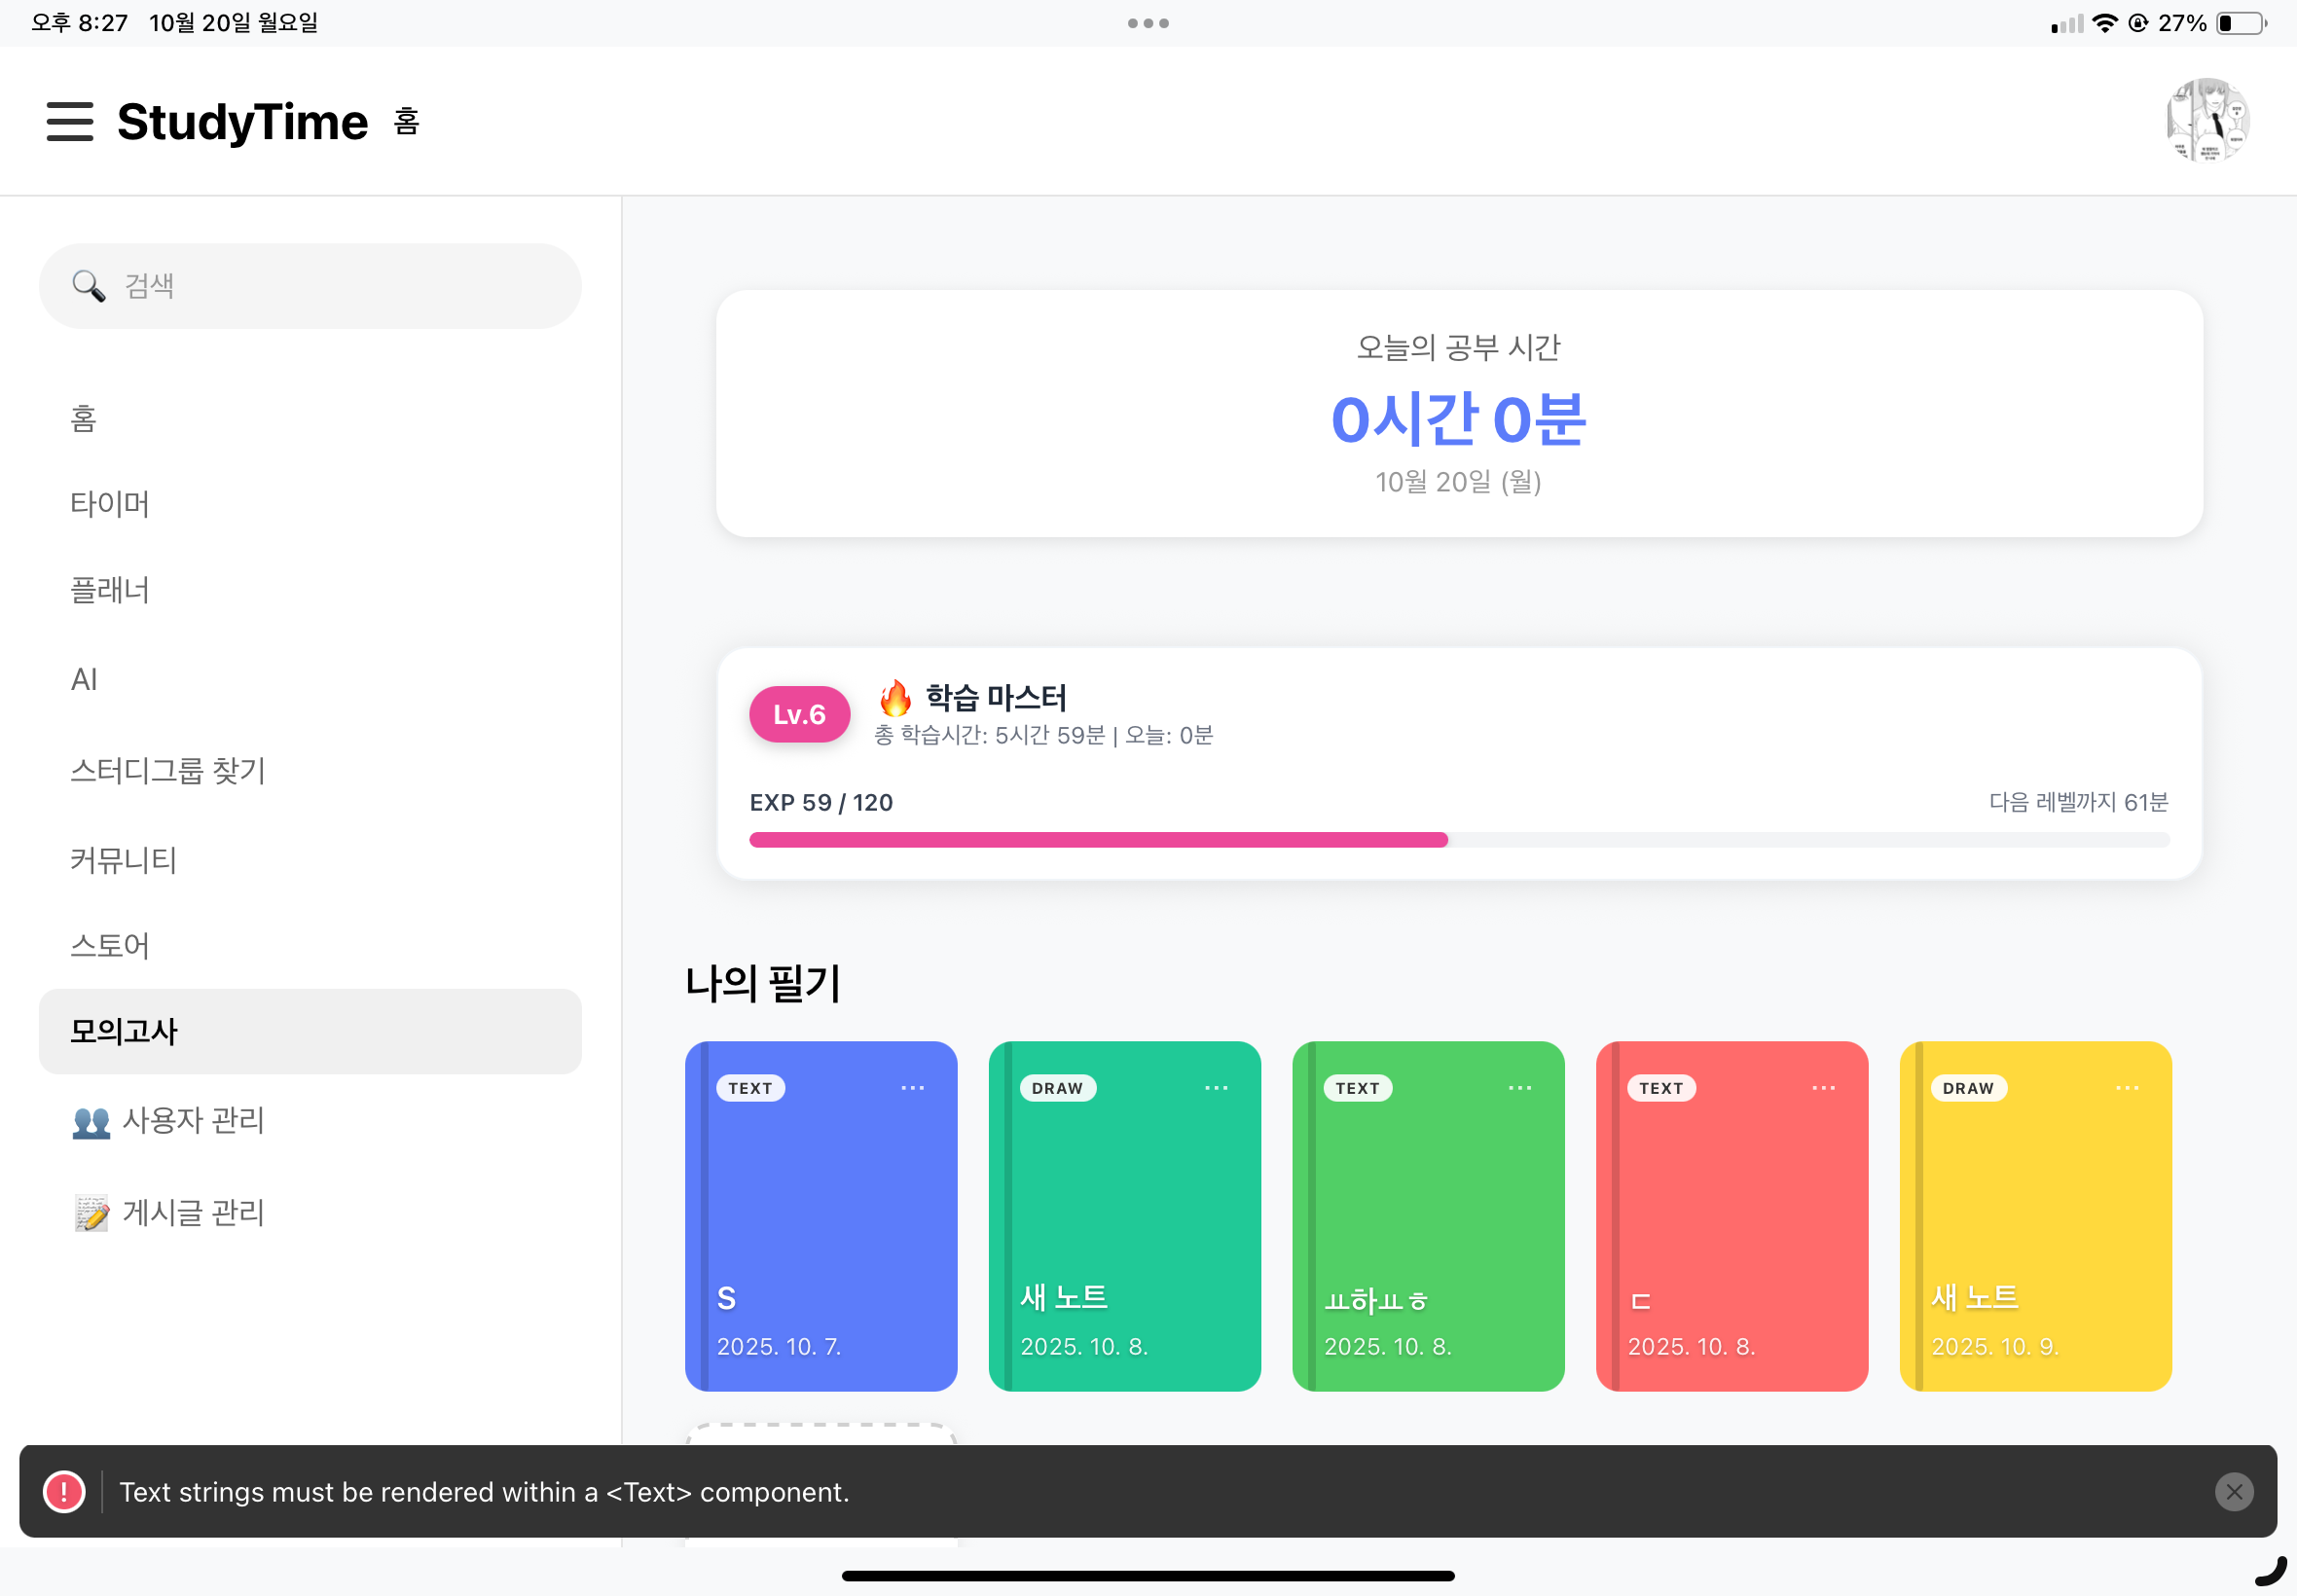 오후 8:27 10월 20일 월요일
27%
StudyTime 홈
검색
홈
타이머
플래너
AI
스터디그룹 찾기
커뮤니티
스토어
모의고사
사용자 관리
게시글 관리
오늘의 공부 시간
0시간 0분
10월 20일 (월)
Lv.6
학습 마스터
총 학습시간: 5시간 59분 | 오늘: 0분
EXP 59 / 120
다음 레벨까지 61분
나의 필기
TEXT
S
2025. 10. 7.
DRAW
새 노트
2025. 10. 8.
TEXT
ㅛ하ㅛㅎ
2025. 10. 8.
TEXT
ㄷ
2025. 10. 8.
DRAW
새 노트
2025. 10. 9.
Text strings must be rendered within a <Text> component.